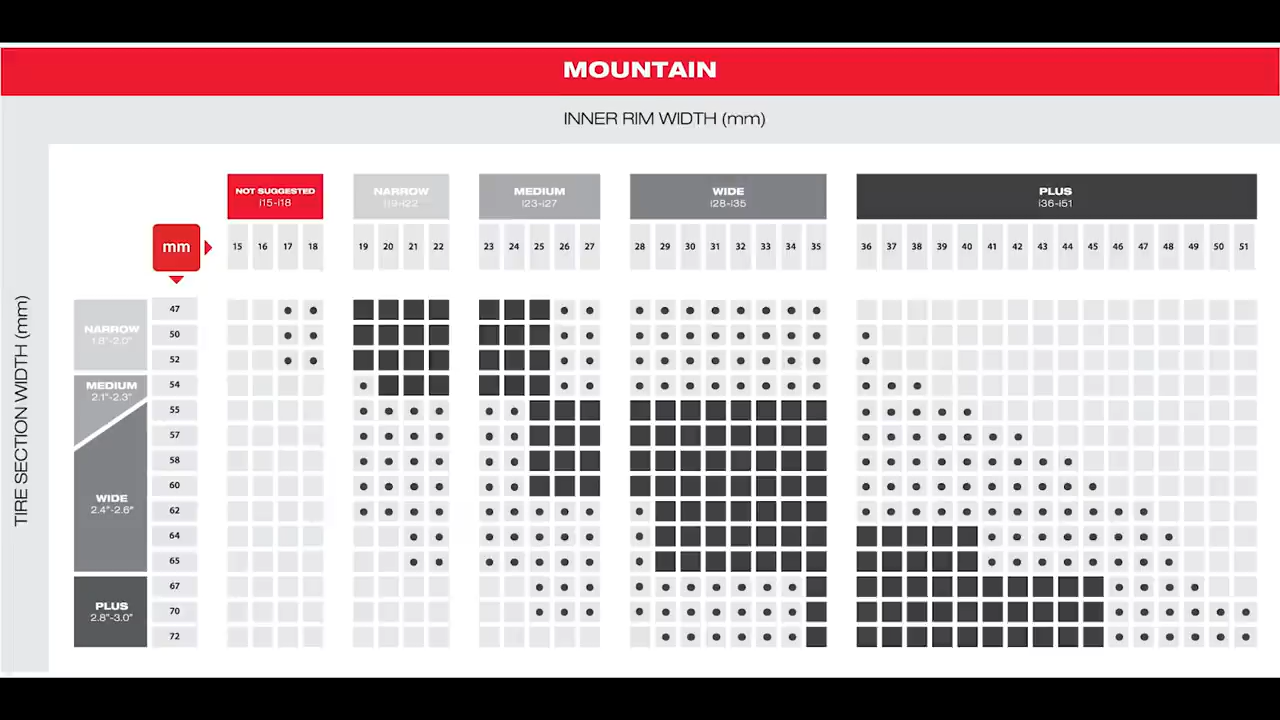 MOUNTAIN
INNER RIM WIDTH (mm)
NOT SUGGESTED
i15-i18
NARROW
i19-i22
MEDIUM
i23-i27
WIDE
i28-i35
PLUS
i36-i51
mm
15 16 17 18 19 20 21 22 23 24 25 26 27 28 29 30 31 32 33 34 35 36 37 38 39 40 41 42 43 44 45 46 47 48 49 50 51
TIRE SECTION WIDTH (mm)
NARROW
1.8"-2.0"
MEDIUM
2.1"-2.3"
WIDE
2.4"-2.6"
PLUS
2.8"-3.0"
47
50
52
54
55
57
58
60
62
64
65
67
70
72